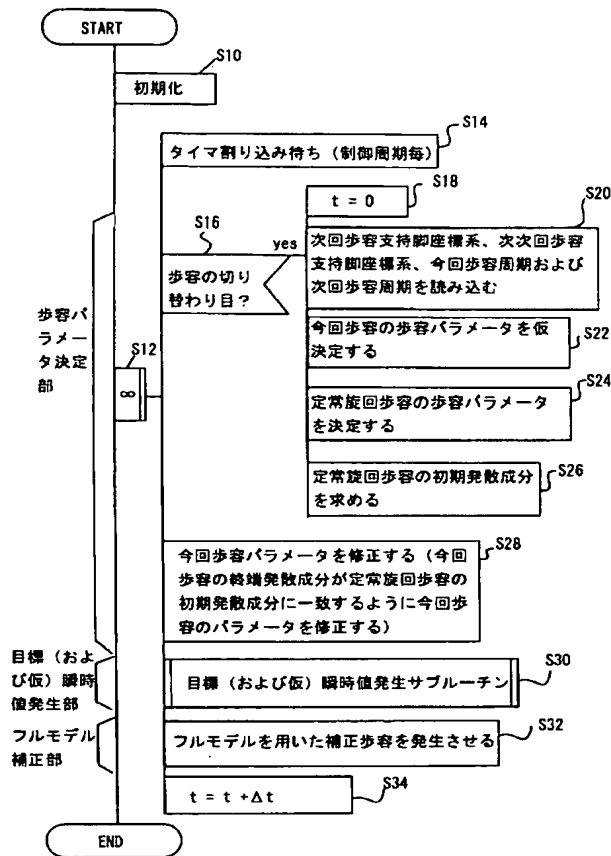 START
S10
初期化
S14
タイマ割り込み待ち（制御周期毎）
S18
t = 0
S16
歩容の切り
替わり目？
yes
S20
次回歩容支持脚座標系、次次回歩容
支持脚座標系、今回歩容周期および
次回歩容周期を読み込む
S22
今回歩容の歩容パラメータを仮
決定する
S24
定常旋回歩容の歩容パラメータ
を決定する
S26
定常旋回歩容の初期発散成分
を求める
歩容パ
ラメー
タ決定
部
S12
∞
S28
今回歩容パラメータを修正する（今回
歩容の終端発散成分が定常旋回歩容の
初期発散成分に一致するように今回歩
容のパラメータを修正する）
目標（およ
び仮）瞬時
値発生部
S30
目標（および仮）瞬時値発生サブルーチン
フルモデル
補正部
S32
フルモデルを用いた補正歩容を発生させる
S34
t = t +Δt
END